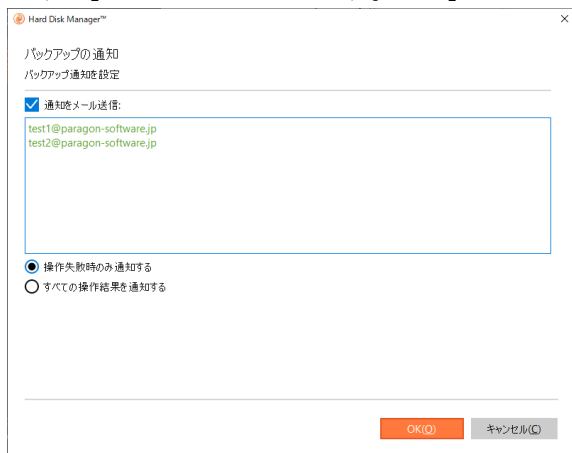 Hard Disk Manager™
バックアップの通知
バックアップ通知を設定
通知をメール送信:
test1@paragon-software.jp
test2@paragon-software.jp
操作失敗時のみ通知する
すべての操作結果を通知する
OK(O) キャンセル(C)